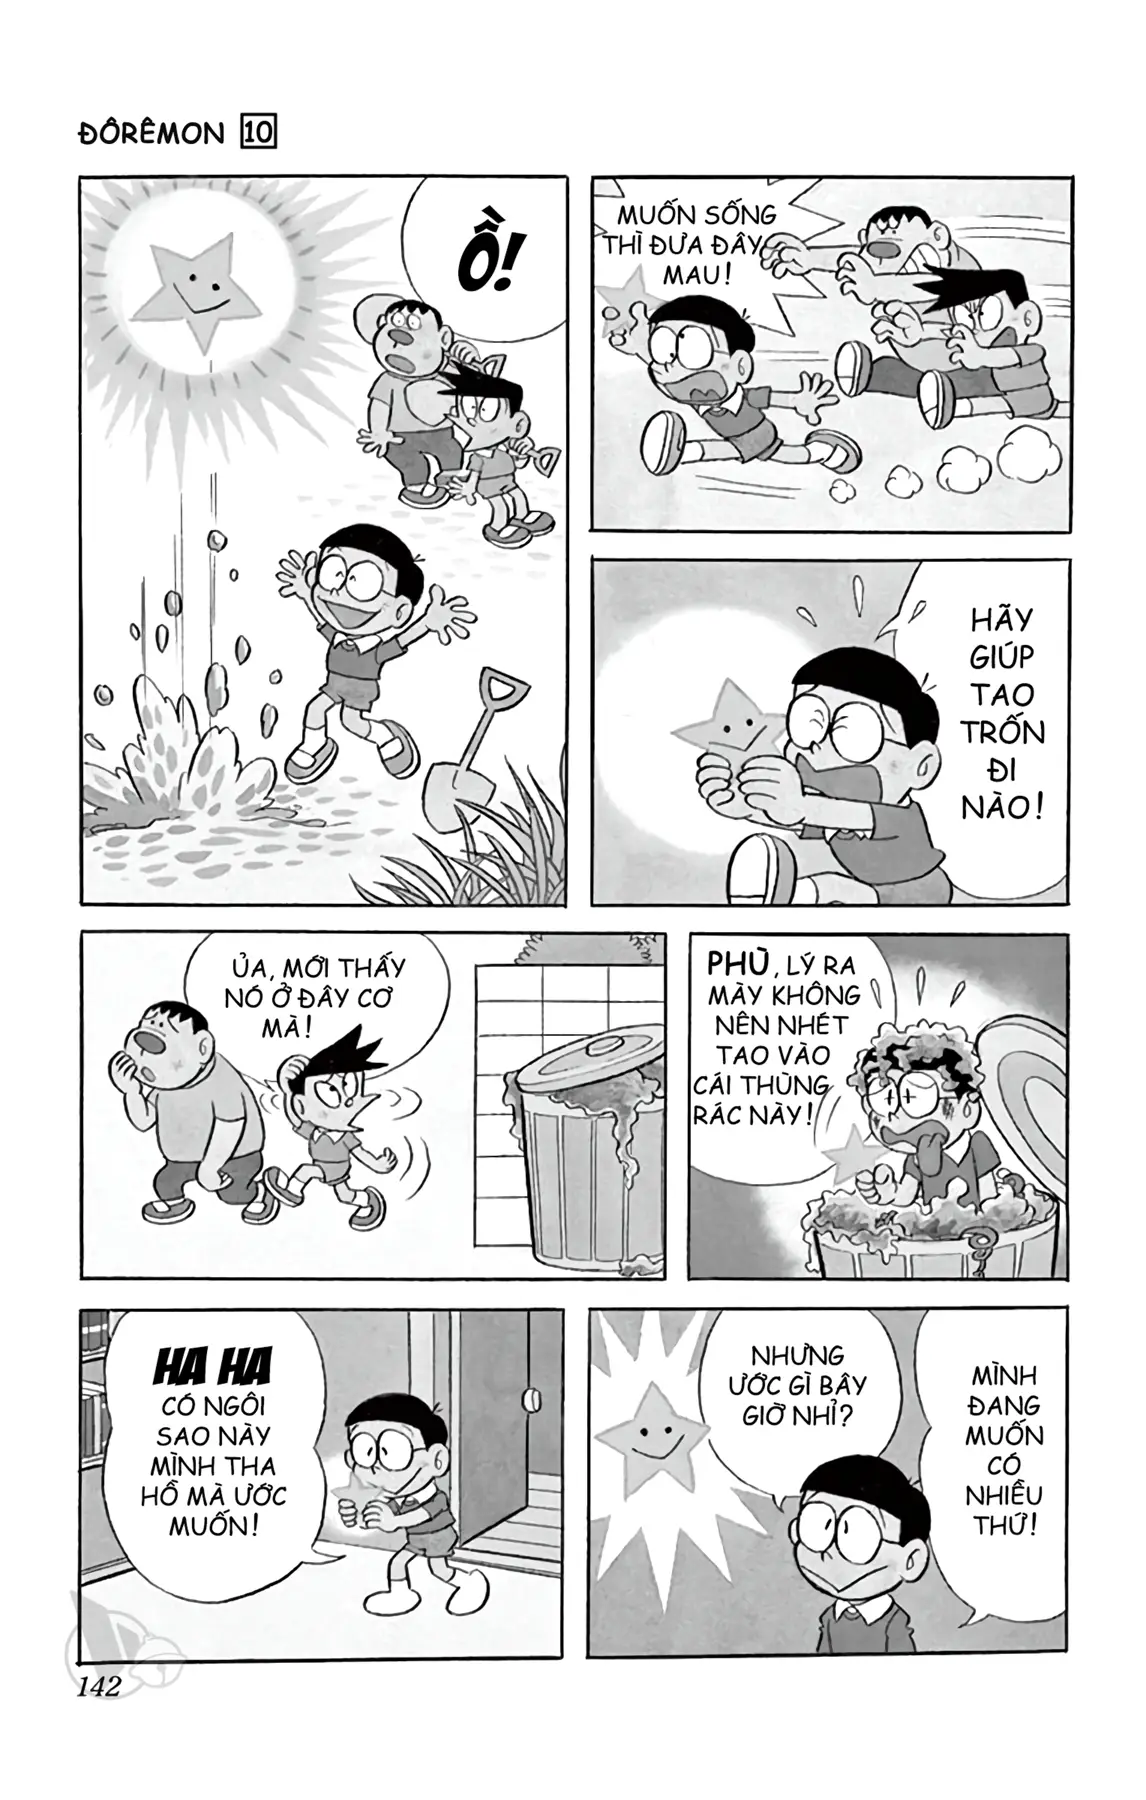 ĐÔRÊMON 10
Ồ!
MUỐN SỐNG
THÌ ĐƯA ĐÂY
MAU!
HÃY
GIÚP
TAO
TRỐN
ĐI
NÀO!
ỦA, MỚI THẤY
NÓ Ở ĐÂY CƠ
MÀ!
PHÙ, LÝ RA
MÀY KHÔNG
NÊN NHÉT
TAO VÀO
CÁI THÙNG
RÁC NÀY!
HA HA
CÓ NGÔI
SAO NÀY
MÌNH THA
HỒ MÀ ƯỚC
MUỐN!
NHƯNG
ƯỚC GÌ BÂY
GIỜ NHỈ?
MÌNH
ĐANG
MUỐN
CÓ
NHIỀU
THỨ!
142